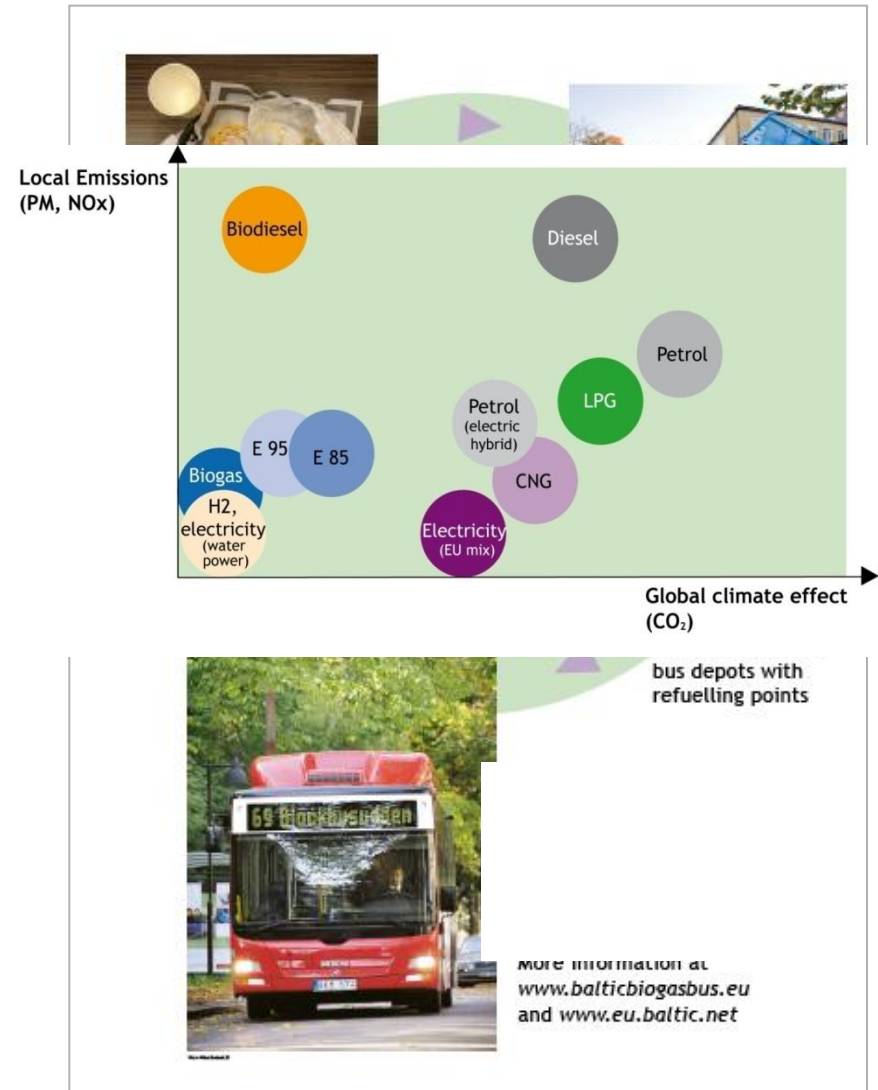 Local Emissions
(PM, NOx)
Biodiesel
Diesel
Petrol
LPG
Petrol
(electric
hybrid)
CNG
E 95
E 85
Biogas
H2,
electricity
(water
power)
Electricity
(EU mix)
Global climate effect
(CO₂)
bus depots with
refuelling points
69 Blockhusudden
More information at
www.balticbiogasbus.eu
and www.eu.baltic.net